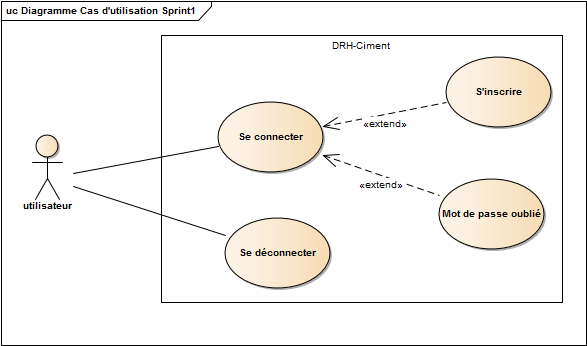 uc Diagramme Cas d'utilisation Sprint1
DRH-Ciment
S'inscrire
«extend»
Se connecter
«extend»
utilisateur
Mot de passe oublié
Se déconnecter